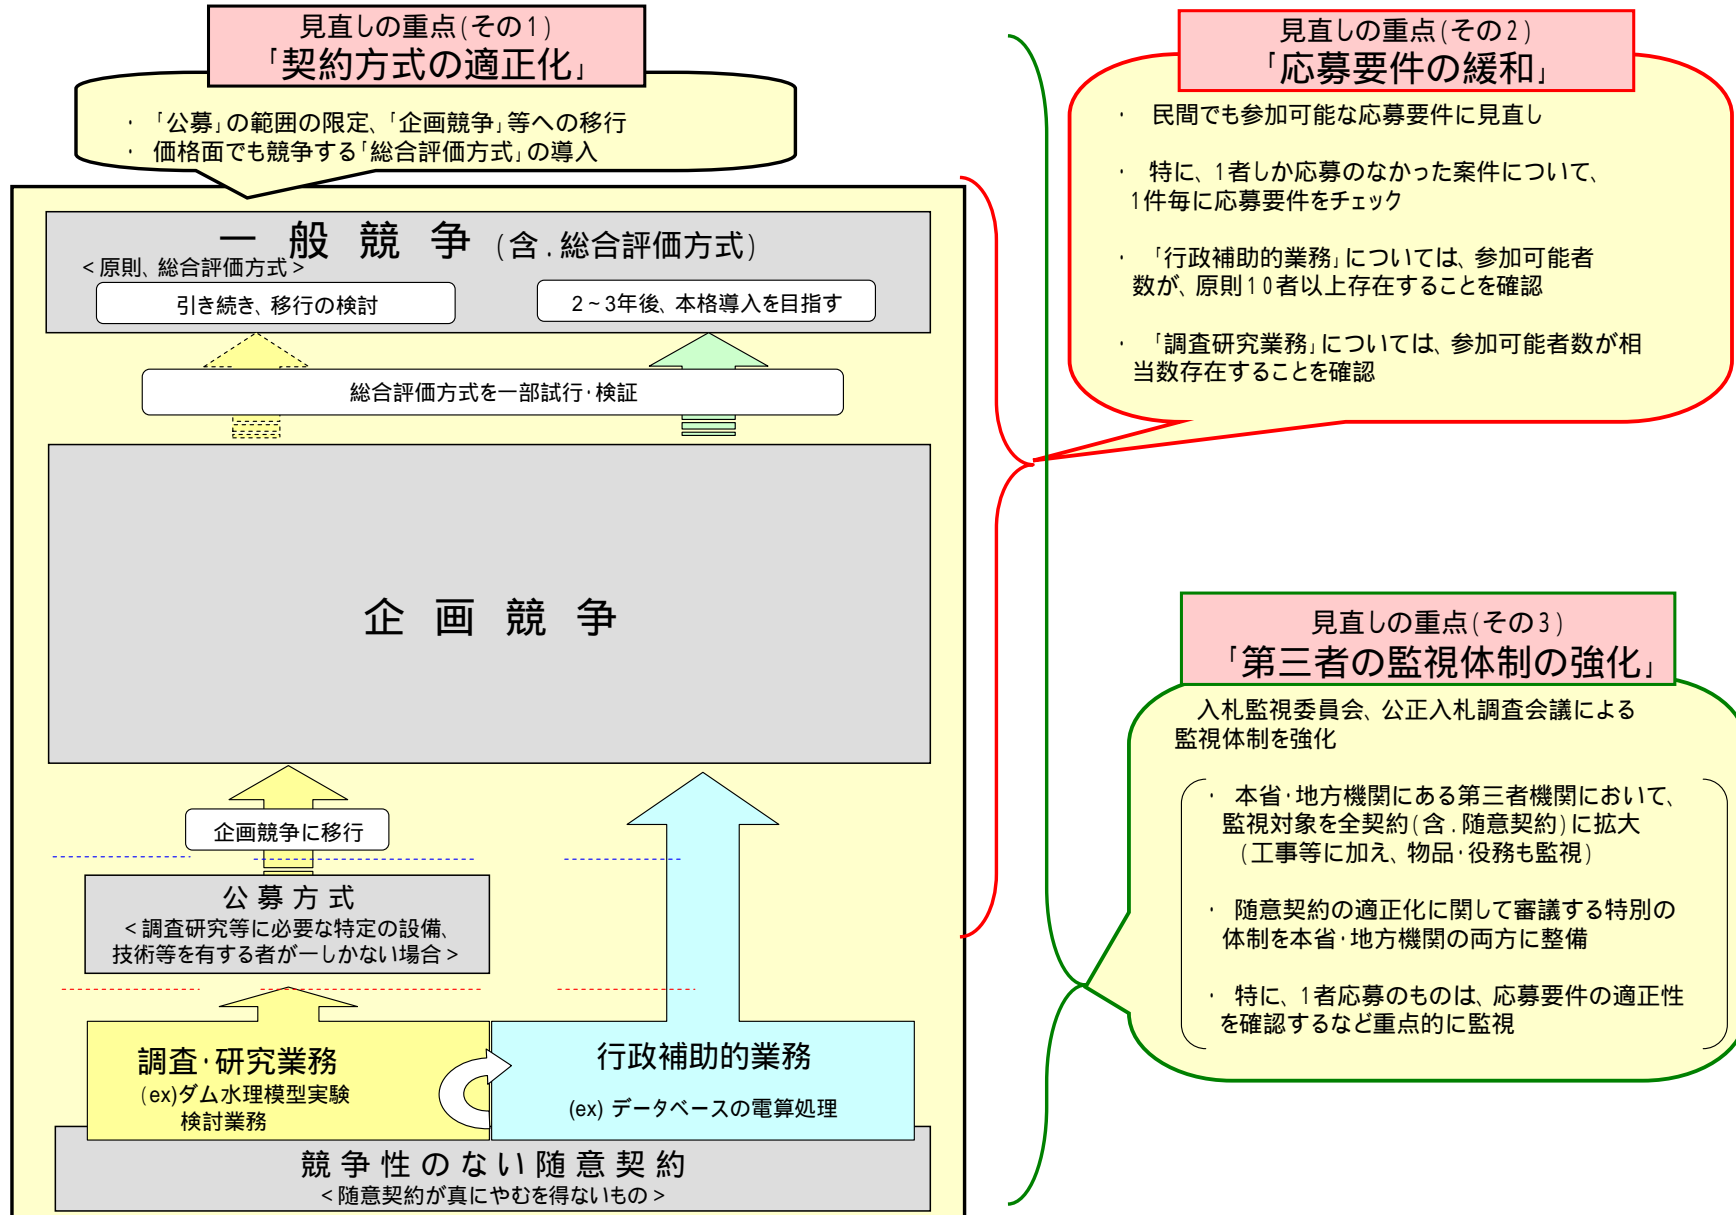 見直しの重点(その1)
「契約方式の適正化」
・「公募」の範囲の限定、「企画競争」等への移行
・ 価格面でも競争する「総合評価方式」の導入
一般競争(含.総合評価方式)
<原則、総合評価方式>
引き続き、移行の検討
2~3年後、本格導入を目指す
総合評価方式を一部試行・検証
企画競争
企画競争に移行
公募方式
<調査研究等に必要な特定の設備、
技術等を有する者が一しかない場合>
調査・研究業務
(ex)ダム水理模型実験
検討業務
行政補助的業務
(ex) データベースの電算処理
競争性のない随意契約
<随意契約が真にやむを得ないもの>
見直しの重点(その2)
「応募要件の緩和」
・ 民間でも参加可能な応募要件に見直し
・ 特に、1者しか応募のなかった案件について、
1件毎に応募要件をチェック
・ 「行政補助的業務」については、参加可能者
数が、原則10者以上存在することを確認
・ 「調査研究業務」については、参加可能者数が相
当数存在することを確認
見直しの重点(その3)
「第三者の監視体制の強化」
入札監視委員会、公正入札調査会議による
監視体制を強化
・ 本省・地方機関にある第三者機関において、
監視対象を全契約(含.随意契約)に拡大
(工事等に加え、物品・役務も監視)
・ 随意契約の適正化に関して審議する特別の
体制を本省・地方機関の両方に整備
・ 特に、1者応募のものは、応募要件の適正性
を確認するなど重点的に監視